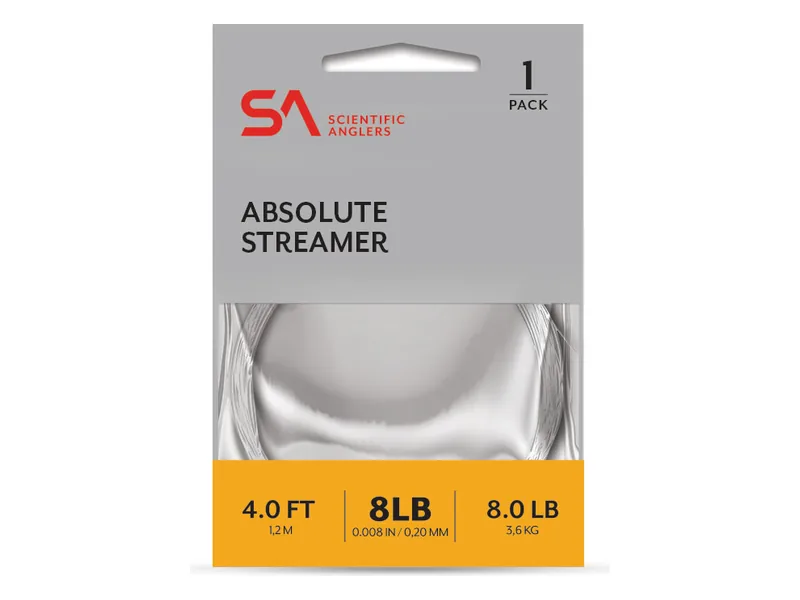 1
PACK
SA
SCIENTIFIC
ANGLERS
ABSOLUTE
STREAMER
4.0 FT
1,2 M
8LB
0.008 IN / 0,20 MM
8.0 LB
3,6 KG